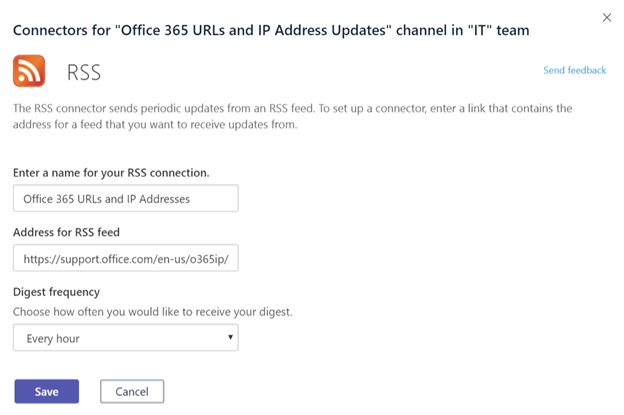 Connectors for "Office 365 URLs and IP Address Updates" channel in "IT" team
RSS
Send feedback
The RSS connector sends periodic updates from an RSS feed. To set up a connector, enter a link that contains the
address for a feed that you want to receive updates from.
Enter a name for your RSS connection.
Office 365 URLs and IP Addresses
Address for RSS feed
https://support.office.com/en-us/o365ip/
Digest frequency
Choose how often you would like to receive your digest.
Every hour
Save
Cancel